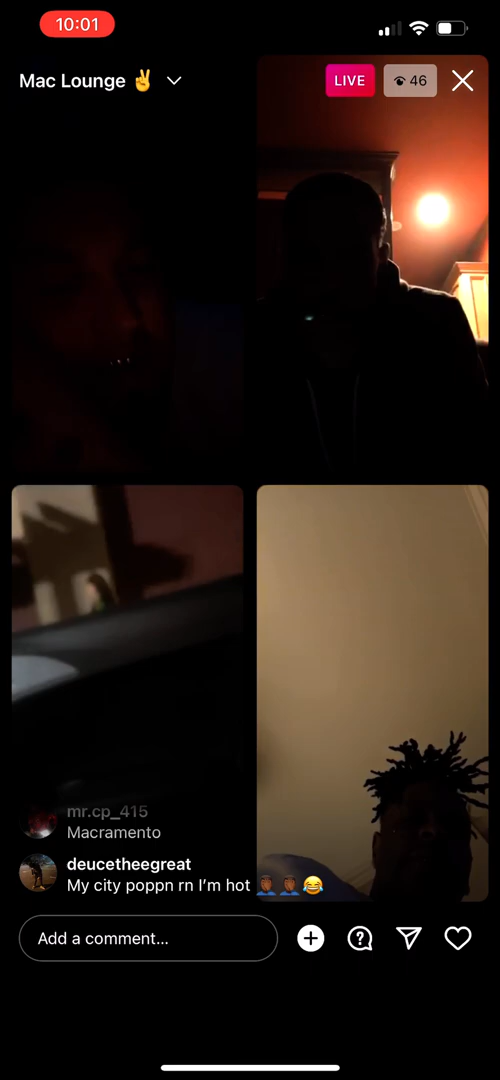 10:01
Mac Lounge ✌️
LIVE
46
mr.cp_415
Macramento
deucetheegreat
My city poppn rn I’m hot 🤦🏾‍♂️🤦🏾‍♂️😂
Add a comment...